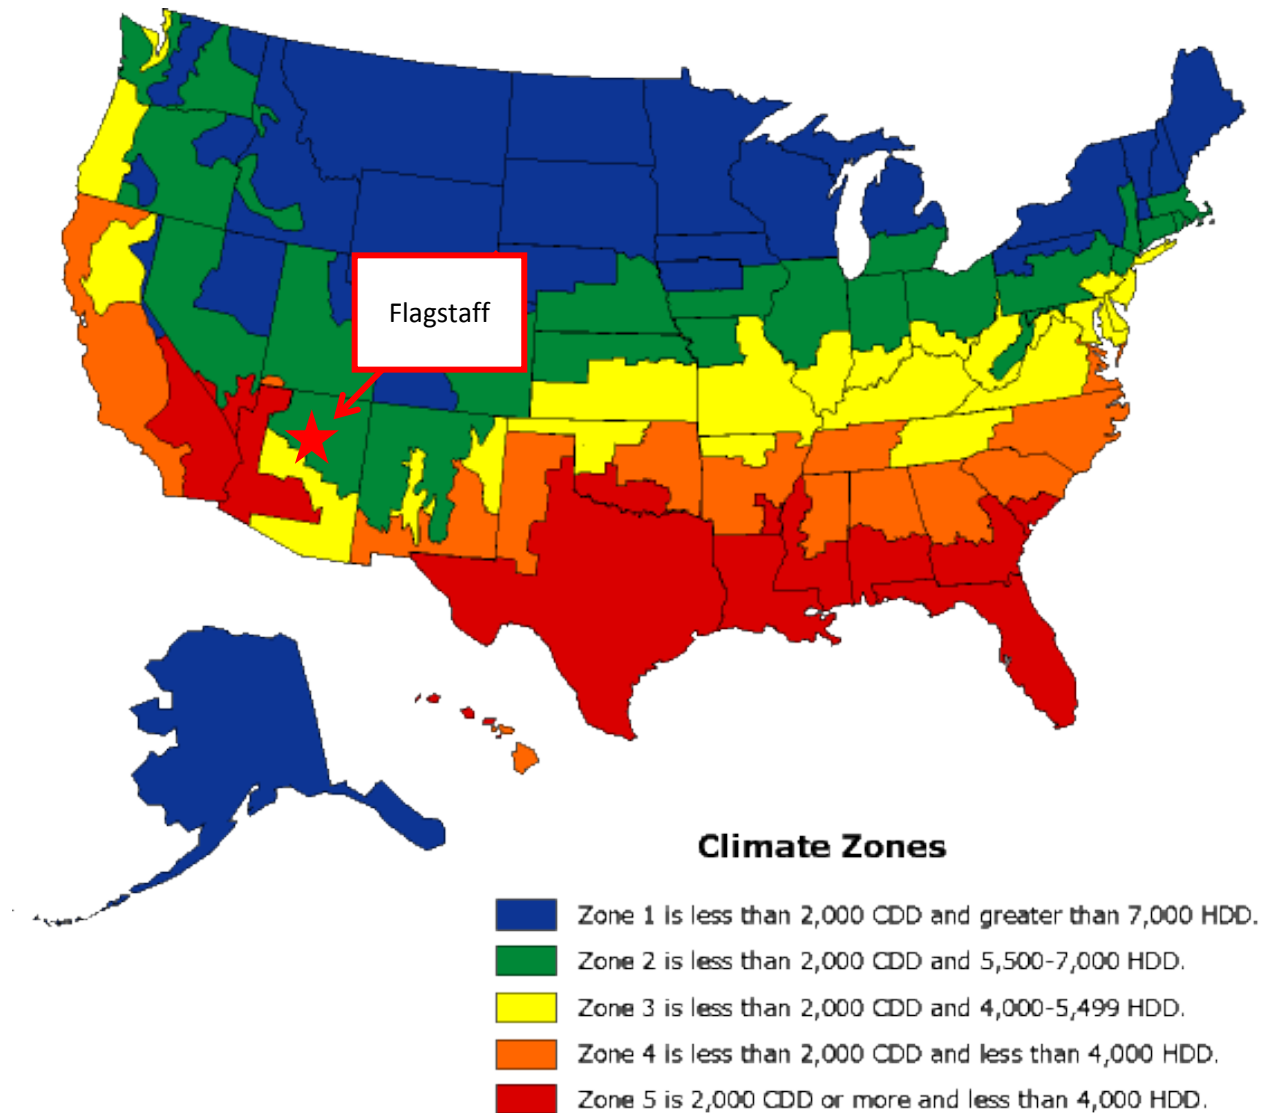 Flagstaff
Climate Zones
Zone 1 is less than 2,000 CDD and greater than 7,000 HDD.
Zone 2 is less than 2,000 CDD and 5,500-7,000 HDD.
Zone 3 is less than 2,000 CDD and 4,000-5,499 HDD.
Zone 4 is less than 2,000 CDD and less than 4,000 HDD.
Zone 5 is 2,000 CDD or more and less than 4,000 HDD.